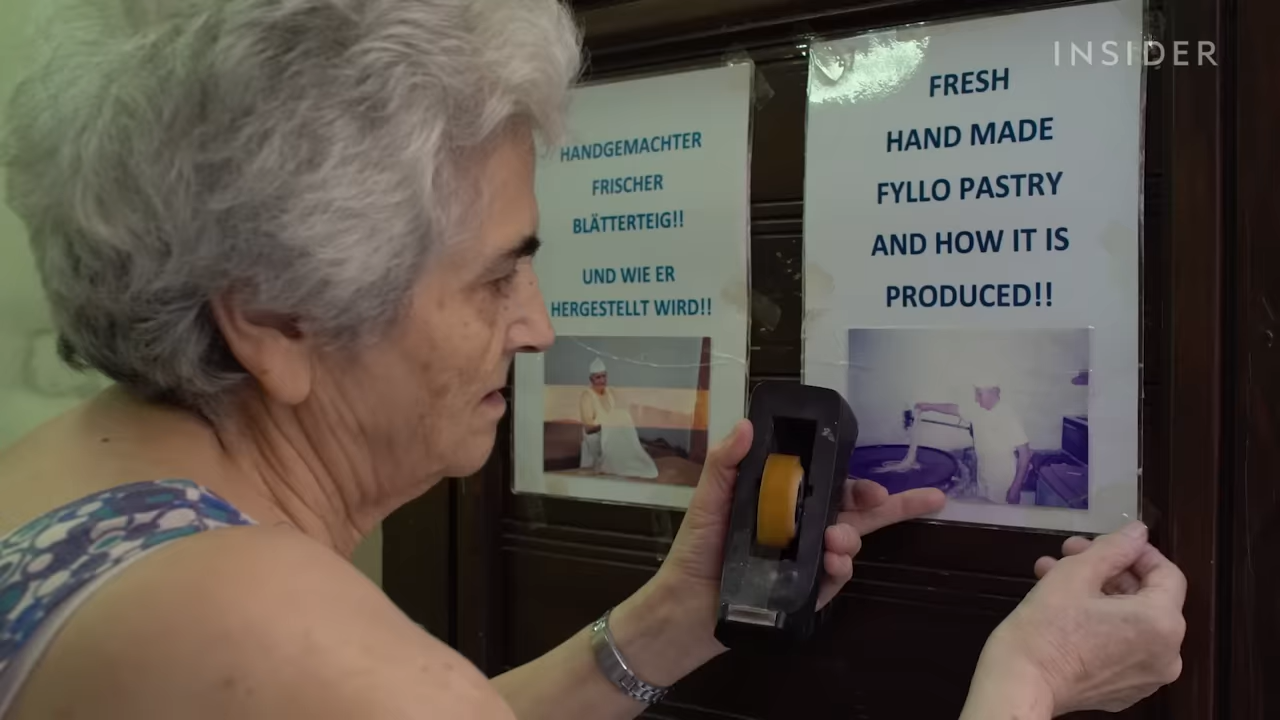 INSIDER
HANDGEMACHTER
FRISCHER
BLÄTTERTEIG!!
UND WIE ER
HERGESTELLT WIRD!!
FRESH
HAND MADE
FYLLO PASTRY
AND HOW IT IS
PRODUCED!!